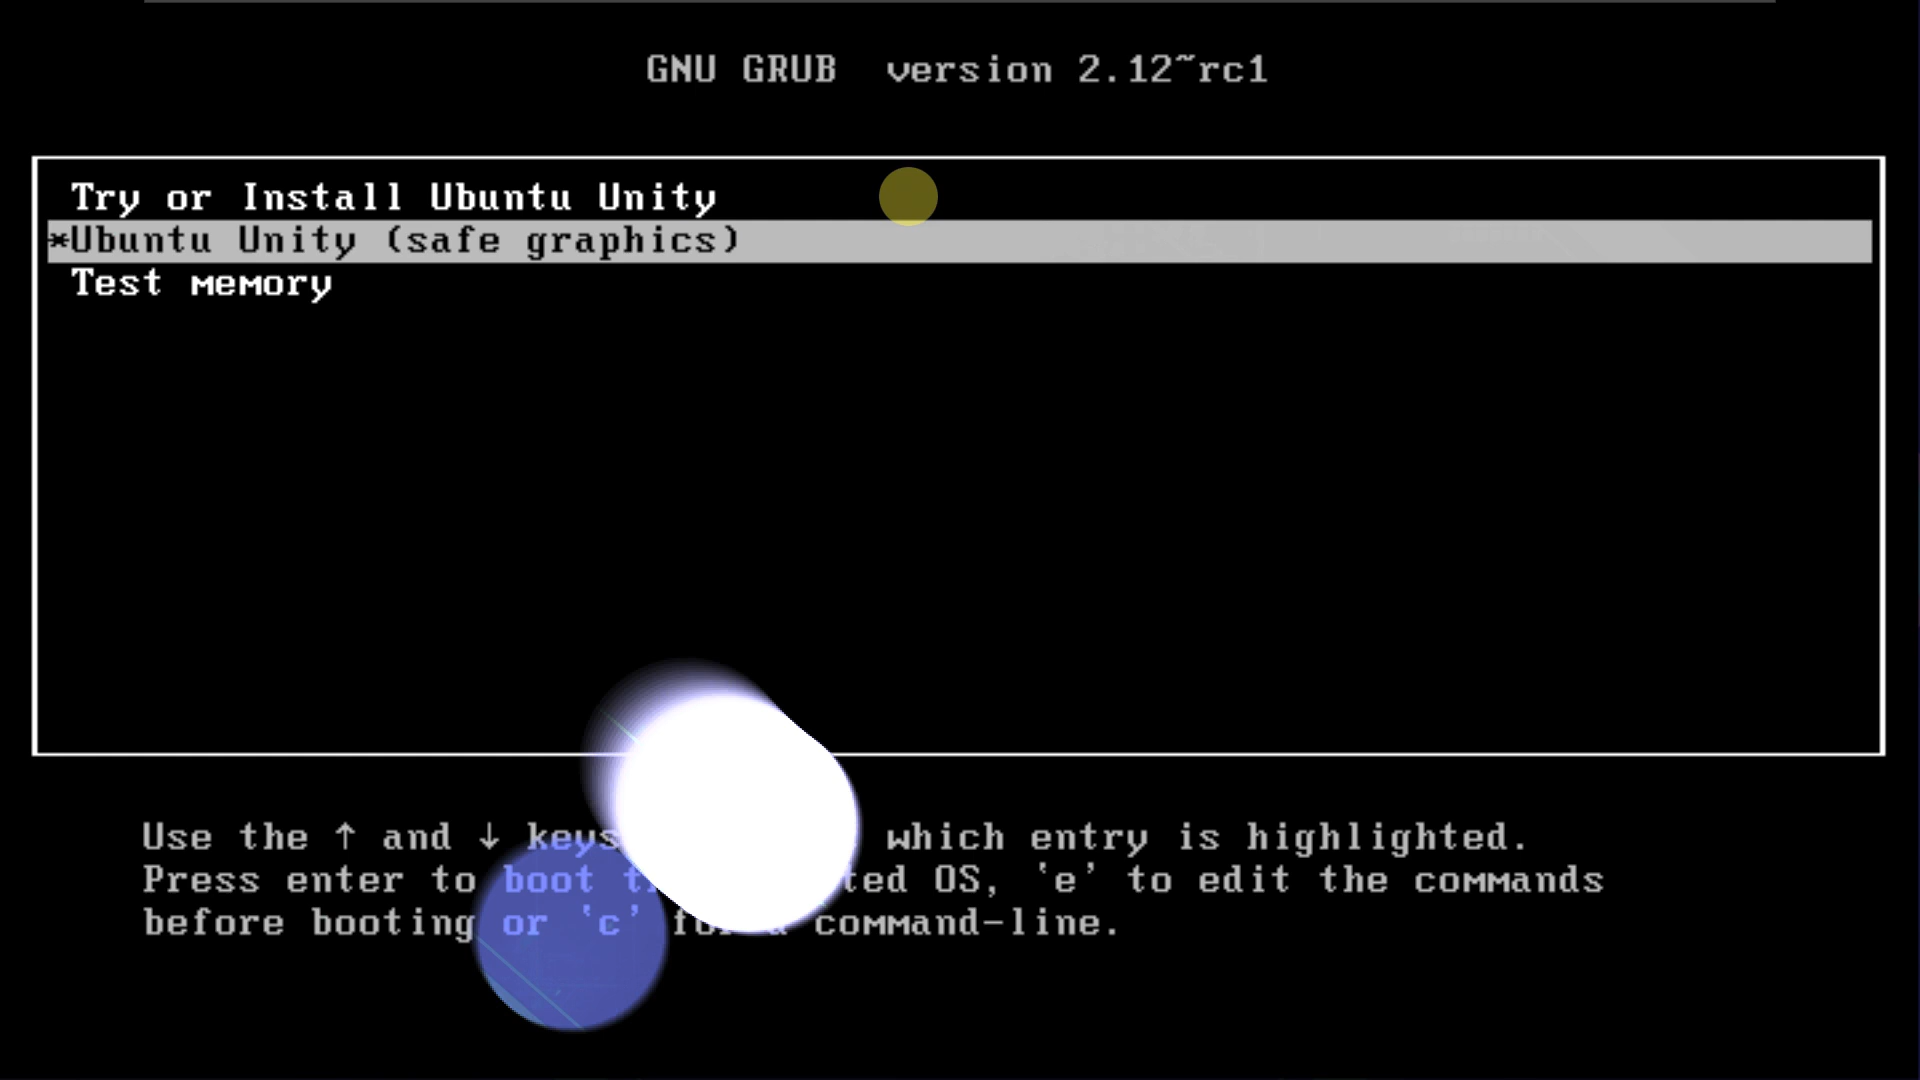 GNU GRUB version 2.12~rc1
Try or Install Ubuntu Unity
*Ubuntu Unity (safe graphics)
Test memory
Use the ↑ and ↓ keys which entry is highlighted.
Press enter to boot OS, 'e' to edit the commands
before booting or 'c' for a command-line.